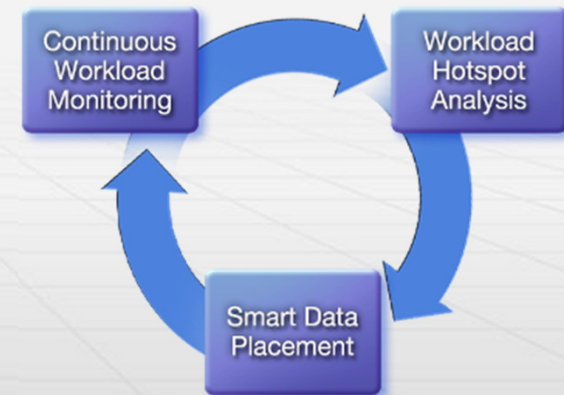 Continuous
Workload
Monitoring
Workload
Hotspot
Analysis
Smart Data
Placement